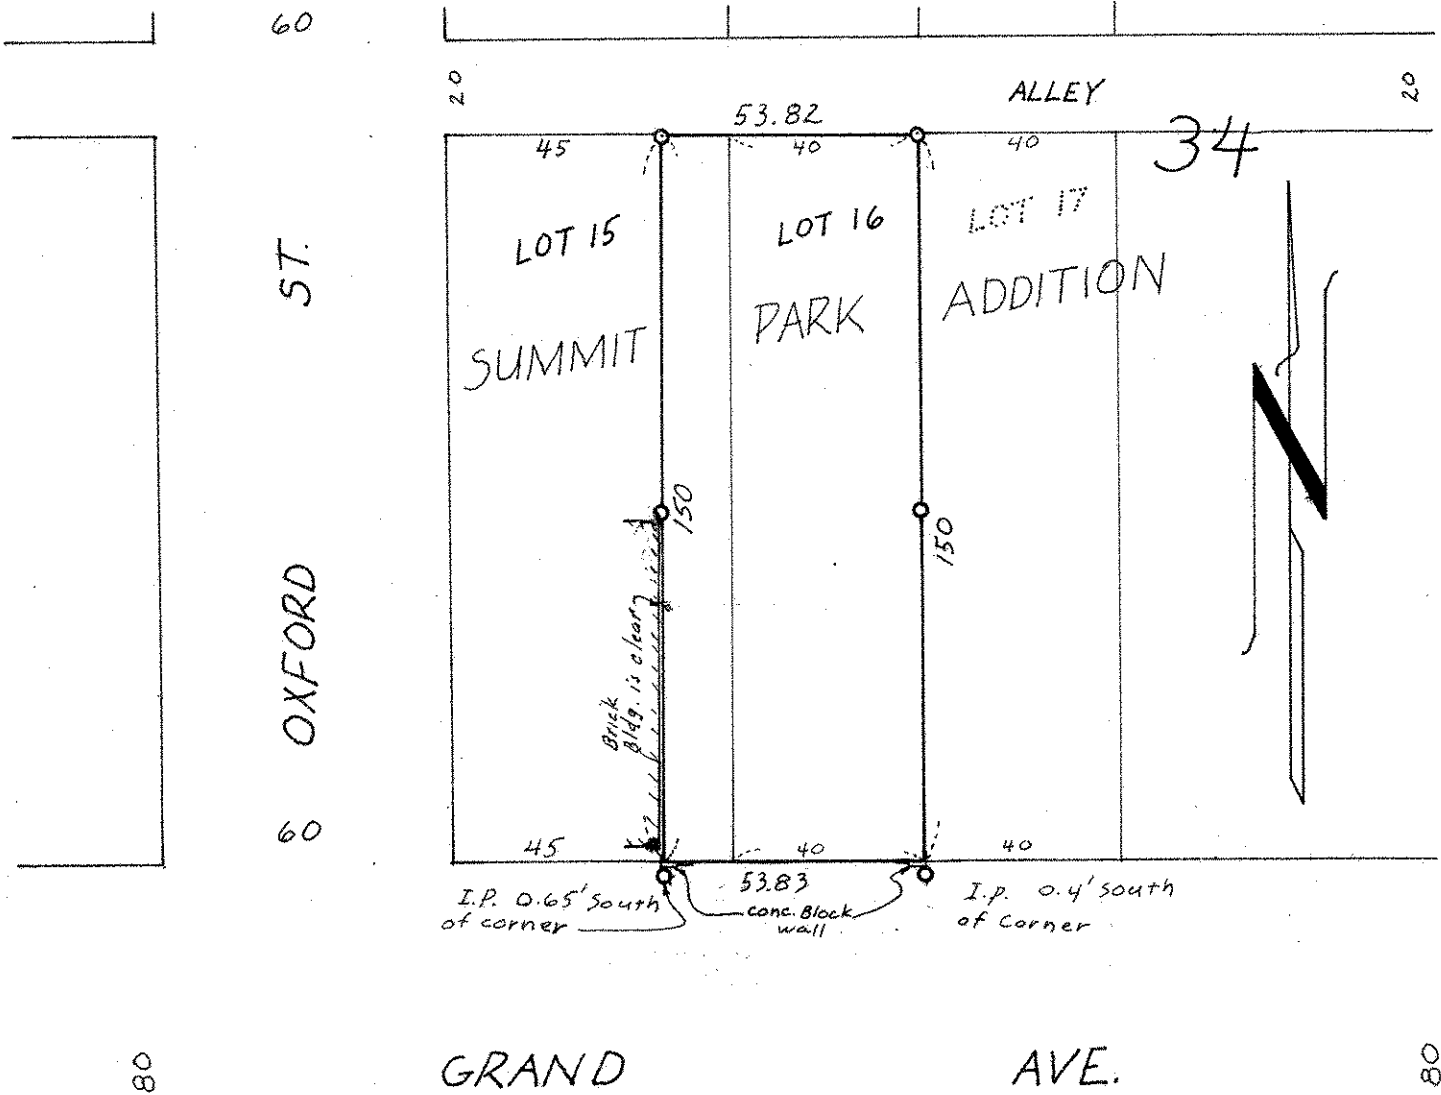 60
20
ALLEY
20
53.82
45
40
40
34
LOT 15
LOT 16
LOT 17
SUMMIT
PARK
ADDITION
N
OXFORD ST.
150
150
Brick
Bldg. is clear
60
45
40
40
53.83
I.P. 0.65' South
of corner
conc. Block
wall
I.P. 0.4' South
of Corner
80
GRAND AVE.
80